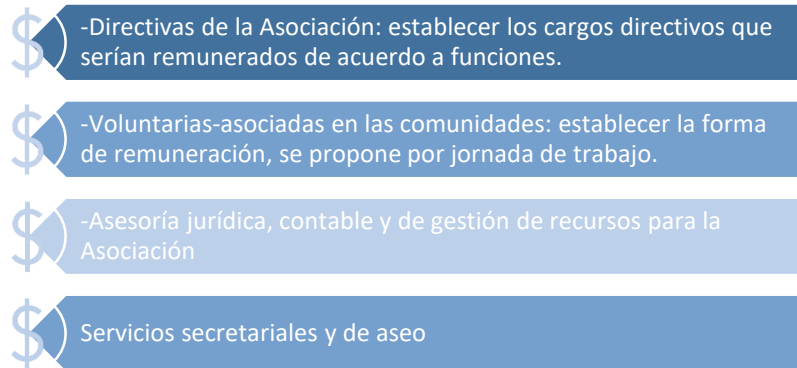 -Directivas de la Asociación: establecer los cargos directivos que
serían remunerados de acuerdo a funciones.
-Voluntarias-asociadas en las comunidades: establecer la forma
de remuneración, se propone por jornada de trabajo.
-Asesoría jurídica, contable y de gestión de recursos para la
Asociación
Servicios secretariales y de aseo